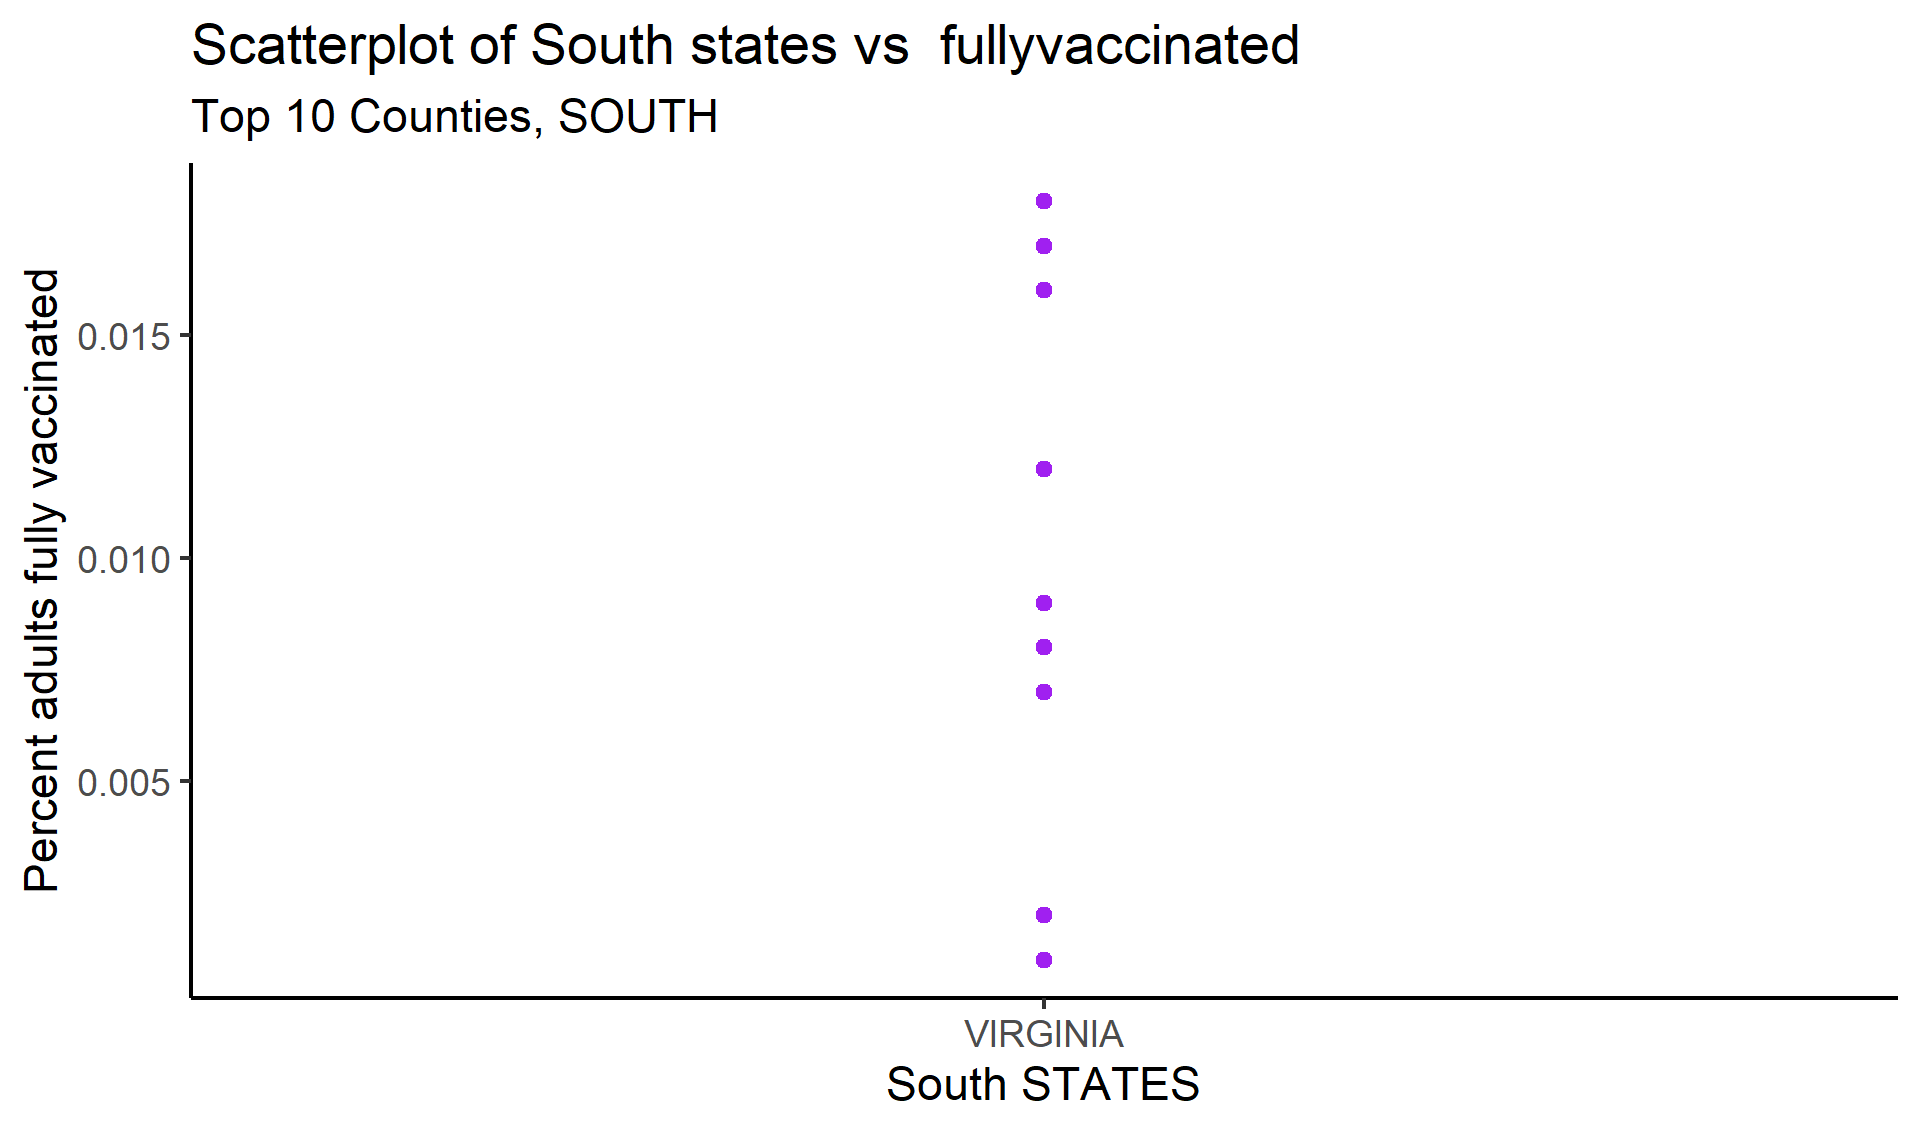 Scatterplot of South states vs  fullyvaccinated
Top 10 Counties, SOUTH
Percent adults fully vaccinated
0.015
0.010
0.005
VIRGINIA
South STATES